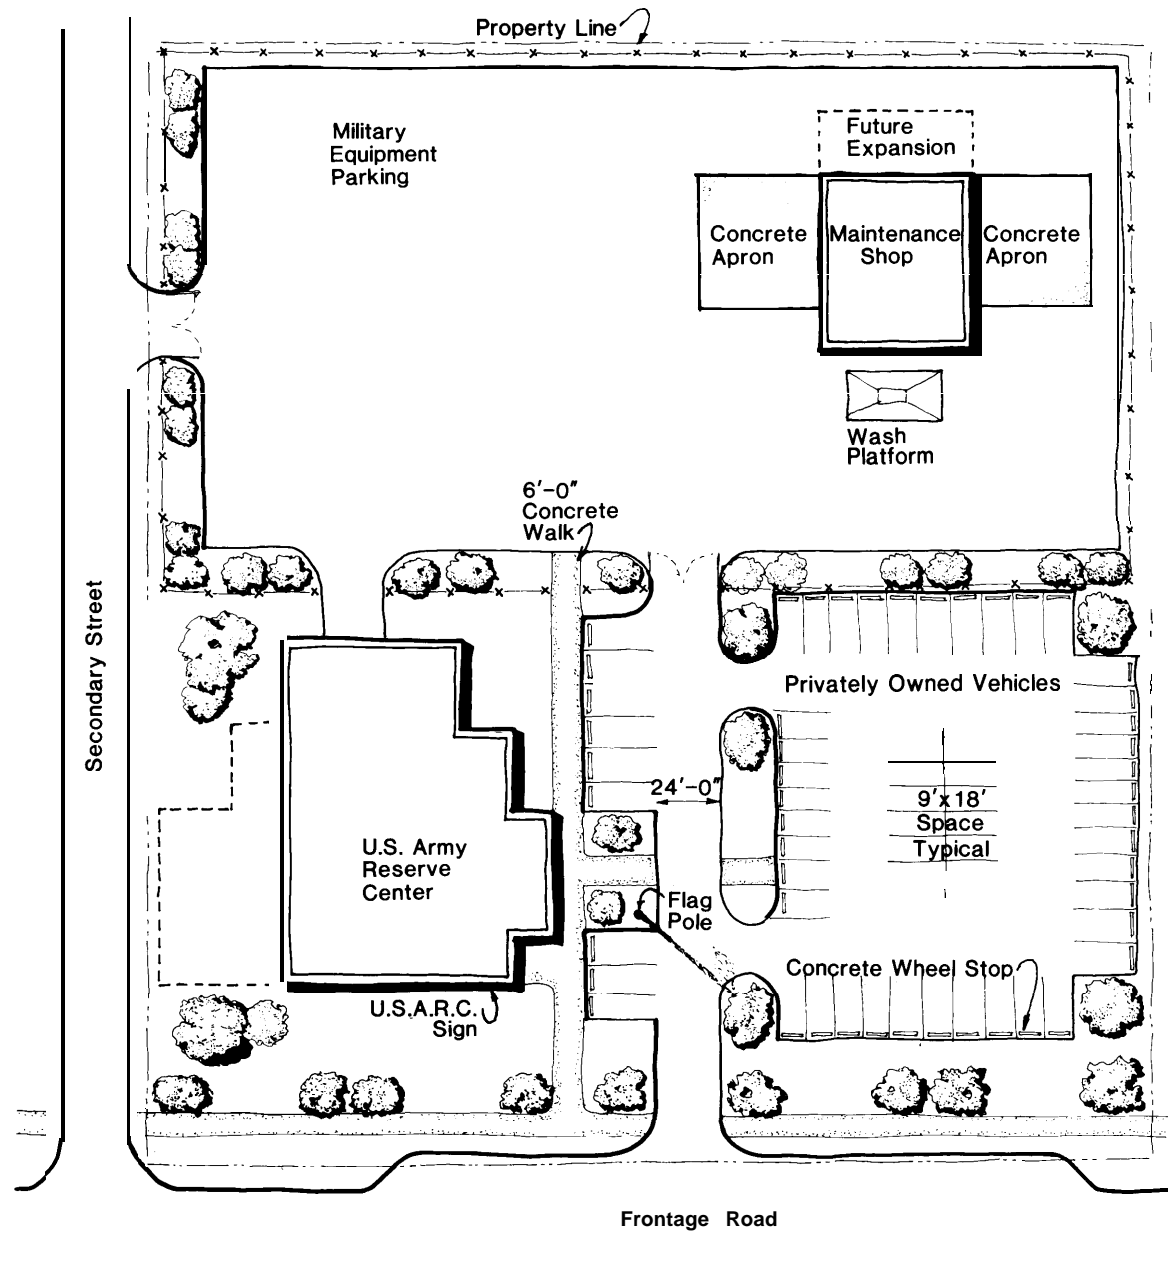 Property Line
Military
Equipment
Parking
Future
Expansion
Concrete
Apron
Maintenance
Shop
Concrete
Apron
Wash
Platform
6'-0"
Concrete
Walk
Secondary Street
Privately Owned Vehicles
24'-0"
9'x18'
Space
Typical
U.S. Army
Reserve
Center
Flag
Pole
Concrete Wheel Stop
U.S.A.R.C.
Sign
Frontage Road